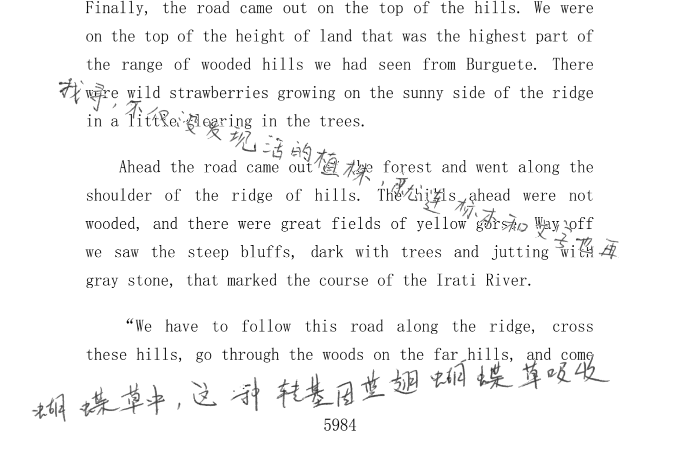 Finally, the road came out on the top of the hills. We were
on the top of the height of land that was the highest part of
the range of wooded hills we had seen from Burguete. There
were wild strawberries growing on the sunny side of the ridge
in a little clearing in the trees.
Ahead the road came out of the forest and went along the
shoulder of the ridge of hills. The hills ahead were not
wooded, and there were great fields of yellow gorse. Way off
we saw the steep bluffs, dark with trees and jutting with
gray stone, that marked the course of the Irati River.
“We have to follow this road along the ridge, cross
these hills, go through the woods on the far hills, and come
我寻,不但没发现活的植株,就连标本和
再
蝴蝶草中,这种转基因蓝翅蝴蝶草吸收
5984